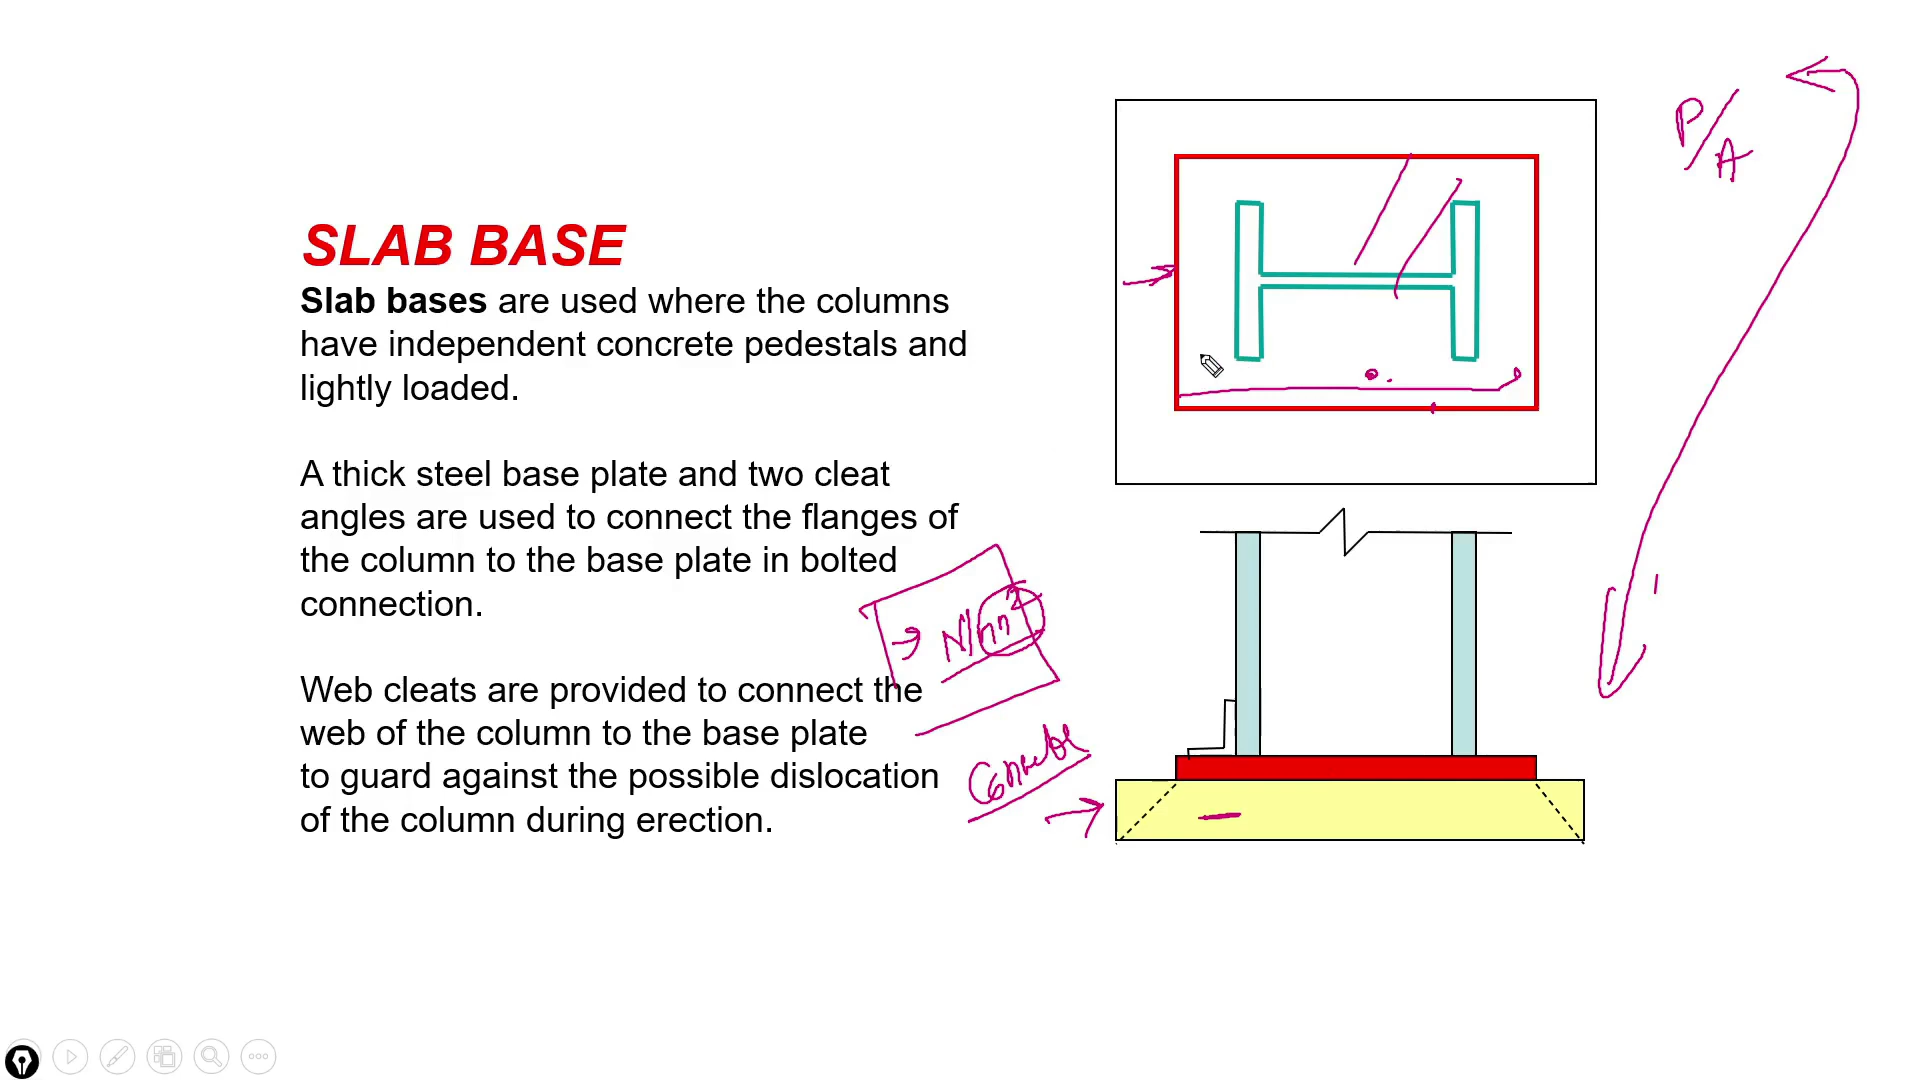 SLAB BASE
Slab bases are used where the columns
have independent concrete pedestals and
lightly loaded.
A thick steel base plate and two cleat
angles are used to connect the flanges of
the column to the base plate in bolted
connection.
Web cleats are provided to connect the
web of the column to the base plate
to guard against the possible dislocation
of the column during erection.
P/A